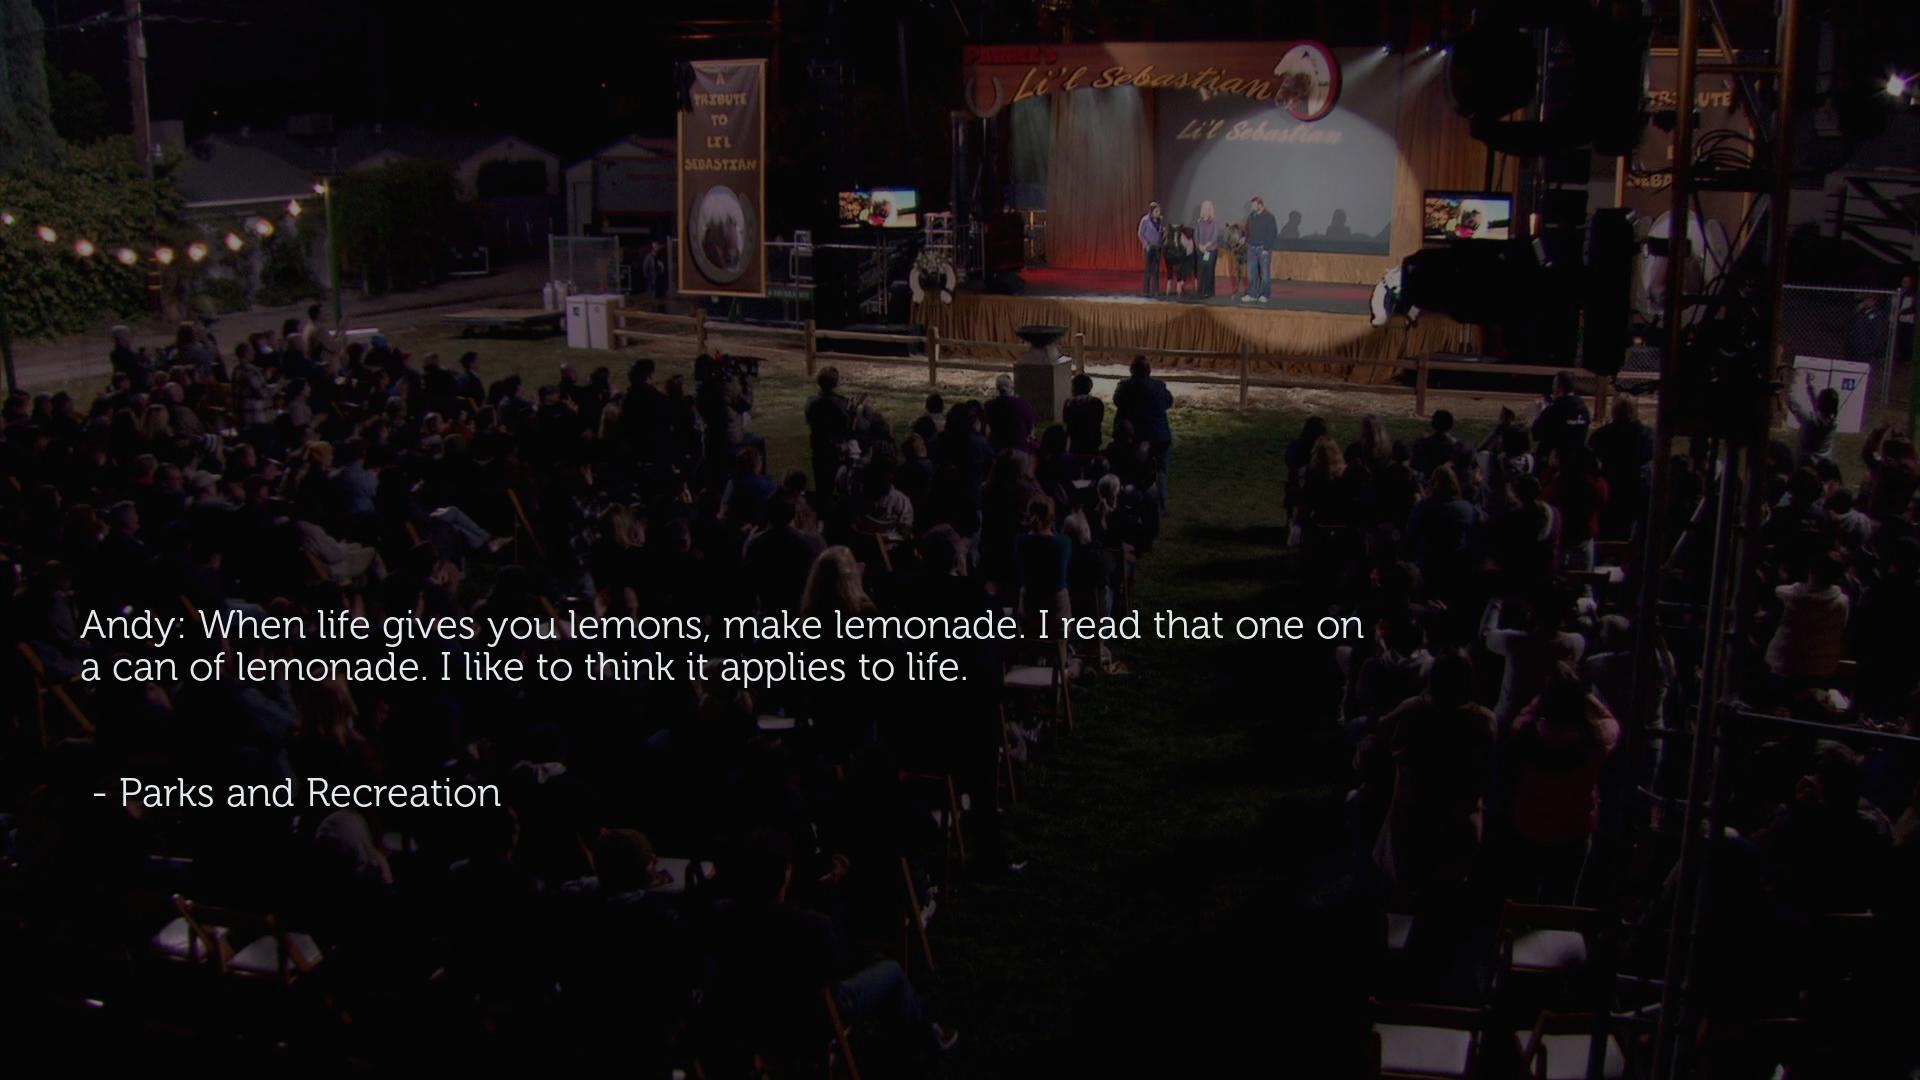 PAWNEE'S
Li'l Sebastian
Li'l Sebastian
A
TRIBUTE
TO
LI'L
SEBASTIAN
TRIBUTE
Andy: When life gives you lemons, make lemonade. I read that one on
a can of lemonade. I like to think it applies to life.
- Parks and Recreation